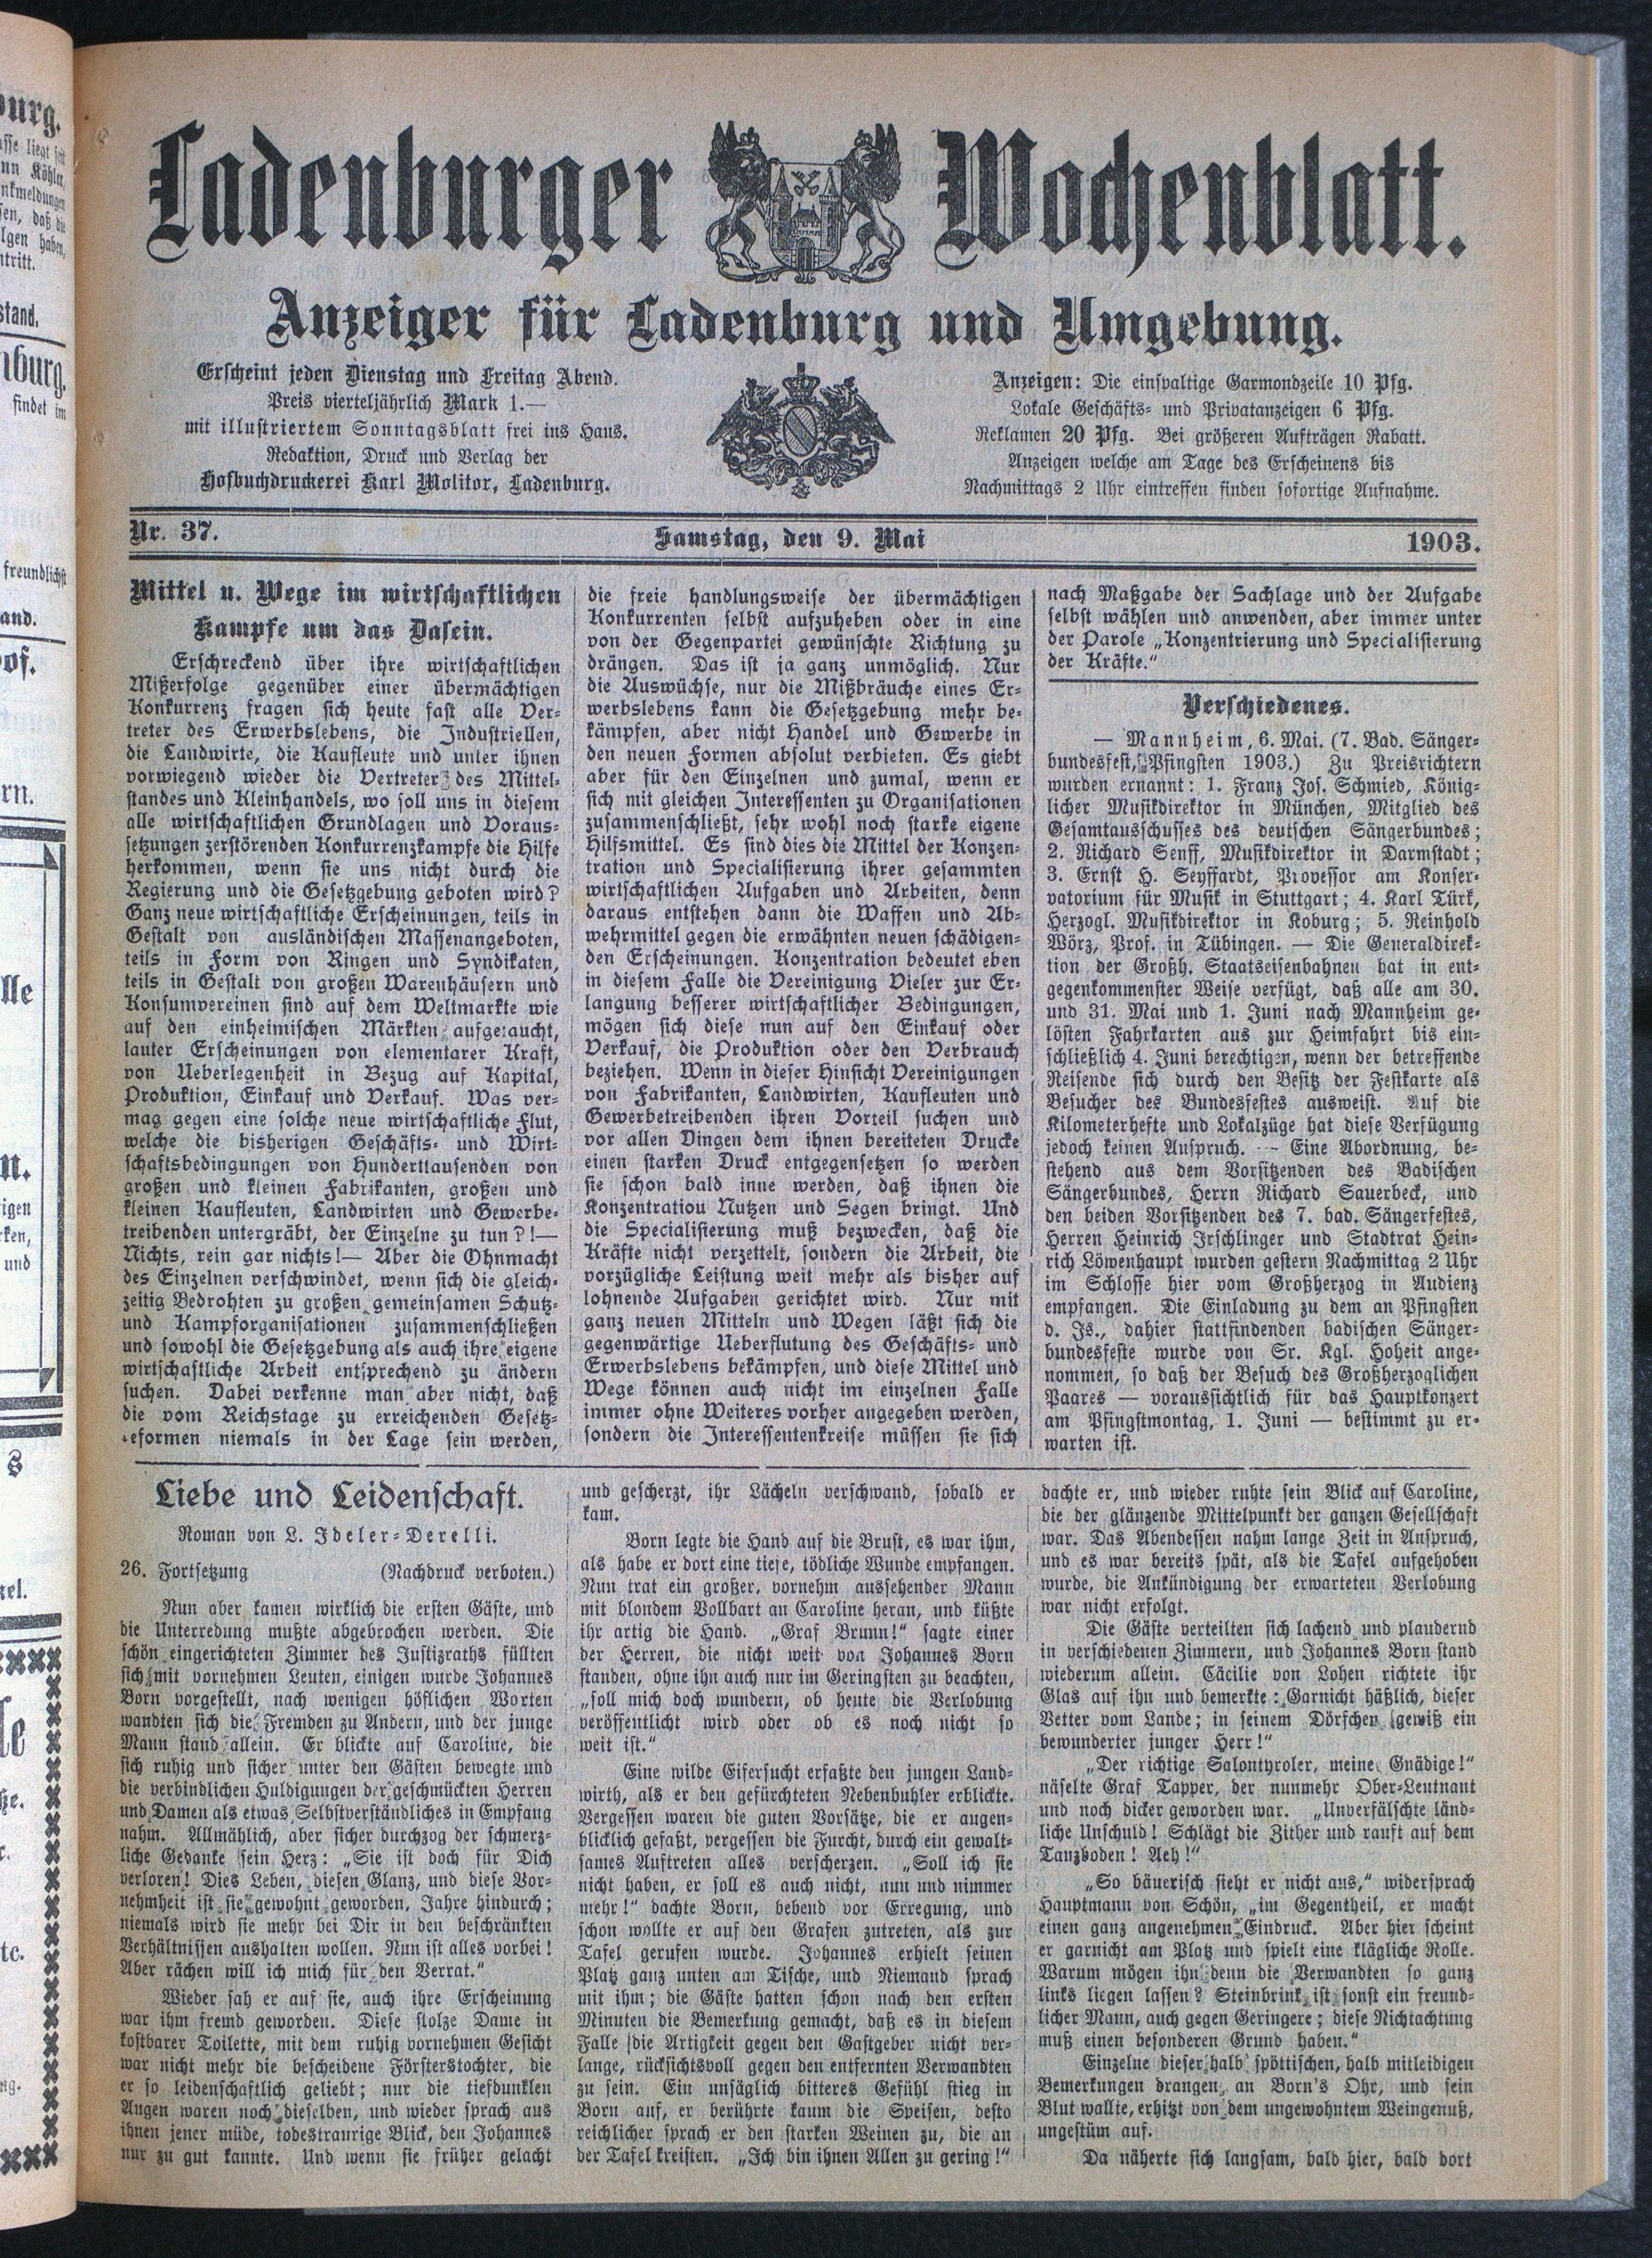 Ladenburger Wochenblatt.
Anzeiger für Ladenburg und Umgebung.
Erscheint jeden Dienstag und Freitag Abend.
Preis vierteljährlich Mark 1.—
mit illustriertem Sonntagsblatt frei ins Haus.
Redaktion, Druck und Verlag der
Hofbuchdruckerei Karl Molitor, Ladenburg.
Anzeigen: Die einspaltige Garmondzeile 10 Pfg.
Lokale Geschäfts- und Privatanzeigen 6 Pfg.
Reklamen 20 Pfg. Bei größeren Aufträgen Rabatt.
Anzeigen welche am Tage des Erscheinens bis
Nachmittags 2 Uhr eintreffen finden sofortige Aufnahme.
Nr. 37. Samstag, den 9. Mai 1903.
Mittel u. Wege im wirtschaftlichen
Kampfe um das Dasein.
Erschreckend über ihre wirtschaftlichen
Mißerfolge gegenüber einer übermächtigen
Konkurrenz fragen sich heute fast alle Ver-
treter des Erwerbslebens, die Industriellen,
die Landwirte, die Kaufleute und unter ihnen
vorwiegend wieder die Vertreter des Mittel-
standes und Kleinhandels, wo soll uns in diesem
alle wirtschaftlichen Grundlagen und Voraus-
setzungen zerstörenden Konkurrenzkampfe die Hilfe
herkommen, wenn sie uns nicht durch die
Regierung und die Gesetzgebung geboten wird?
Ganz neue wirtschaftliche Erscheinungen, teils in
Gestalt von ausländischen Massenangeboten,
teils in Form von Ringen und Syndikaten,
teils in Gestalt von großen Warenhäusern und
Konsumvereinen sind auf dem Weltmarkte wie
auf den einheimischen Märkten aufgetaucht,
lauter Erscheinungen von elementarer Kraft,
von Ueberlegenheit in Bezug auf Kapital,
Produktion, Einkauf und Verkauf. Was ver-
mag gegen eine solche neue wirtschaftliche Flut,
welche die bisherigen Geschäfts- und Wirt-
schaftsbedingungen von Hunderttausenden von
großen und kleinen Fabrikanten, großen und
kleinen Kaufleuten, Landwirten und Gewerbe-
treibenden untergräbt, der Einzelne zu tun?!—
Nichts, rein gar nichts!— Aber die Ohnmacht
des Einzelnen verschwindet, wenn sich die gleich-
zeitig Bedrohten zu großen gemeinsamen Schutz-
und Kampforganisationen zusammenschließen
und sowohl die Gesetzgebung als auch ihre eigene
wirtschaftliche Arbeit entsprechend zu ändern
suchen. Dabei verkenne man aber nicht, daß
die vom Reichstage zu erreichenden Gesetz-
reformen niemals in der Lage sein werden,
die freie Handlungsweise der übermächtigen
Konkurrenten selbst aufzuheben oder in eine
von der Gegenpartei gewünschte Richtung zu
drängen. Das ist ja ganz unmöglich. Nur
die Auswüchse, nur die Mißbräuche eines Er-
werbslebens kann die Gesetzgebung mehr be-
kämpfen, aber nicht Handel und Gewerbe in
den neuen Formen absolut verbieten. Es giebt
aber für den Einzelnen und zumal, wenn er
sich mit gleichen Interessenten zu Organisationen
zusammenschließt, sehr wohl noch starke eigene
Hilfsmittel. Es sind dies die Mittel der Konzen-
tration und Specialisierung ihrer gesammten
wirtschaftlichen Aufgaben und Arbeiten, denn
daraus entstehen dann die Waffen und Ab-
wehrmittel gegen die erwähnten neuen schädigen-
den Erscheinungen. Konzentration bedeutet eben
in diesem Falle die Vereinigung Vieler zur Er-
langung besserer wirtschaftlicher Bedingungen,
mögen sich diese nun auf den Einkauf oder
Verkauf, die Produktion oder den Verbrauch
beziehen. Wenn in dieser Hinsicht Vereinigungen
von Fabrikanten, Landwirten, Kaufleuten und
Gewerbetreibenden ihren Vorteil suchen und
vor allen Dingen dem ihnen bereiteten Drucke
einen starken Druck entgegensetzen so werden
sie schon bald inne werden, daß ihnen die
Konzentratiou Nutzen und Segen bringt. Und
die Specialisierung muß bezwecken, daß die
Kräfte nicht verzettelt, sondern die Arbeit, die
vorzügliche Leistung weit mehr als bisher auf
lohnende Aufgaben gerichtet wird. Nur mit
ganz neuen Mitteln und Wegen läßt sich die
gegenwärtige Ueberflutung des Geschäfts- und
Erwerbslebens bekämpfen, und diese Mittel und
Wege können auch nicht im einzelnen Falle
immer ohne Weiteres vorher angegeben werden,
sondern die Interessentenkreise müssen sie sich
nach Maßgabe der Sachlage und der Aufgabe
selbst wählen und anwenden, aber immer unter
der Parole „Konzentrierung und Specialisierung
der Kräfte.“
Verschiedenes.
— Mannheim, 6. Mai. (7. Bad. Sänger-
bundesfest, Pfingsten 1903.) Zu Preisrichtern
wurden ernannt: 1. Franz Jos. Schmied, König-
licher Musikdirektor in München, Mitglied des
Gesamtausschusses des deutschen Sängerbundes;
2. Richard Senff, Musikdirektor in Darmstadt;
3. Ernst H. Seyffardt, Provessor am Konser-
vatorium für Musik in Stuttgart; 4. Karl Türk,
Herzogl. Musikdirektor in Koburg; 5. Reinhold
Wörz, Prof. in Tübingen. — Die Generaldirek-
tion der Großh. Staatseisenbahnen hat in ent-
gegenkommenster Weise verfügt, daß alle am 30.
und 31. Mai und 1. Juni nach Mannheim ge-
lösten Fahrkarten aus zur Heimfahrt bis ein-
schließlich 4. Juni berechtigen, wenn der betreffende
Reisende sich durch den Besitz der Festkarte als
Besucher des Bundesfestes ausweist. Auf die
Kilometerhefte und Lokalzüge hat diese Verfügung
jedoch keinen Anspruch. — Eine Abordnung, be-
stehend aus dem Vorsitzenden des Badischen
Sängerbundes, Herrn Richard Sauerbeck, und
den beiden Vorsitzenden des 7. bad. Sängerfestes,
Herren Heinrich Irschlinger und Stadtrat Hein-
rich Löwenhaupt wurden gestern Nachmittag 2 Uhr
im Schlosse hier vom Großherzog in Audienz
empfangen. Die Einladung zu dem an Pfingsten
d. Js., dahier stattfindenden badischen Sänger-
bundesfeste wurde von Sr. Kgl. Hoheit ange-
nommen, so daß der Besuch des Großherzoglichen
Paares — voraussichtlich für das Hauptkonzert
am Pfingstmontag, 1. Juni — bestimmt zu er-
warten ist.
Liebe und Leidenschaft.
Roman von L. Ideler-Derelli.
26. Fortsetzung (Nachdruck verboten.)
Nun aber kamen wirklich die ersten Gäste, und
die Unterredung mußte abgebrochen werden. Die
schön eingerichteten Zimmer des Justizraths füllten
sich mit vornehmen Leuten, einigen wurde Johannes
Born vorgestellt, nach wenigen höflichen Worten
wandten sich die Fremden zu Andern, und der junge
Mann stand allein. Er blickte auf Caroline, die
sich ruhig und sicher unter den Gästen bewegte und
die verbindlichen Huldigungen der geschmückten Herren
und Damen als etwas Selbstverständliches in Empfang
nahm. Allmählich, aber sicher durchzog der schmerz-
liche Gedanke sein Herz: „Sie ist doch für Dich
verloren! Dies Leben, diesen Glanz, und diese Vor-
nehmheit ist sie gewohnt geworden, Jahre hindurch;
niemals wird sie mehr bei Dir in den beschränkten
Verhältnissen aushalten wollen. Nun ist alles vorbei!
Aber rächen will ich mich für den Verrat.“
Wieder sah er auf sie, auch ihre Erscheinung
war ihm fremd geworden. Diese stolze Dame in
kostbarer Toilette, mit dem ruhig vornehmen Gesicht
war nicht mehr die bescheidene Försterstochter, die
er so leidenschaftlich geliebt; nur die tiefdunklen
Augen waren noch dieselben, und wieder sprach aus
ihnen jener müde, todestraurige Blick, den Johannes
nur zu gut kannte. Und wenn sie früher gelacht
und gescherzt, ihr Lächeln verschwand, sobald er
kam.
Born legte die Hand auf die Brust, es war ihm,
als habe er dort eine tiefe, tödliche Wunde empfangen.
Nun trat ein großer, vornehm aussehender Mann
mit blondem Vollbart an Caroline heran, und küßte
ihr artig die Hand. „Graf Brunn!“ sagte einer
der Herren, die nicht weit von Johannes Born
standen, ohne ihn auch nur im Geringsten zu beachten,
„soll mich doch wundern, ob heute die Verlobung
veröffentlicht wird oder ob es noch nicht so
weit ist.“
Eine wilde Eifersucht erfaßte den jungen Land-
wirth, als er den gefürchteten Nebenbuhler erblickte.
Vergessen waren die guten Vorsätze, die er augen-
blicklich gefaßt, vergessen die Furcht, durch ein gewalt-
sames Auftreten alles verscherzen. „Soll ich sie
nicht haben, er soll es auch nicht, nun und nimmer
mehr!“ dachte Born, bebend vor Erregung, und
schon wollte er auf den Grafen zutreten, als zur
Tafel gerufen wurde. Johannes erhielt seinen
Platz ganz unten am Tische, und Niemand sprach
mit ihm; die Gäste hatten schon nach den ersten
Minuten die Bemerkung gemacht, daß es in diesem
Falle die Artigkeit gegen den Gastgeber nicht ver-
lange, rücksichtsvoll gegen den entfernten Verwandten
zu sein. Ein unsäglich bitteres Gefühl stieg in
Born auf, er berührte kaum die Speisen, desto
reichlicher sprach er den starken Weinen zu, die an
der Tafel kreisten. „Ich bin ihnen Allen zu gering!“
dachte er, und wieder ruhte sein Blick auf Caroline,
die der glänzende Mittelpunkt der ganzen Gesellschaft
war. Das Abendessen nahm lange Zeit in Anspruch,
und es war bereits spät, als die Tafel aufgehoben
wurde, die Ankündigung der erwarteten Verlobung
war nicht erfolgt.
Die Gäste verteilten sich lachend und plaudernd
in verschiedenen Zimmern, und Johannes Born stand
wiederum allein. Cäcilie von Lohen richtete ihr
Glas auf ihn und bemerkte: Garnicht häßlich, dieser
Vetter vom Lande; in seinem Dörfchen gewiß ein
bewunderter junger Herr!“
„Der richtige Salontyroler, meine Gnädige!“
näselte Graf Tapper, der nunmehr Ober-Leutnant
und noch dicker geworden war. „Unverfälschte länd-
liche Unschuld! Schlägt die Zither und rauft auf dem
Tanzboden! Aeh!“
„So bäuerisch sieht er nicht aus,“ widersprach
Hauptmann von Schön, „im Gegentheil, er macht
einen ganz angenehmen Eindruck. Aber hier scheint
er garnicht am Platz und spielt eine klägliche Rolle.
Warum mögen ihn denn die Verwandten so ganz
links liegen lassen? Steinbrink ist sonst ein freund-
licher Mann, auch gegen Geringere; diese Nichtachtung
muß einen besonderen Grund haben.“
Einzelne dieser halb spöttischen, halb mitleidigen
Bemerkungen drangen an Born's Ohr, und sein
Blut wallte, erhitzt von dem ungewohntem Weingenuß,
ungestüm auf.
Da näherte sich langsam, bald hier, bald dort